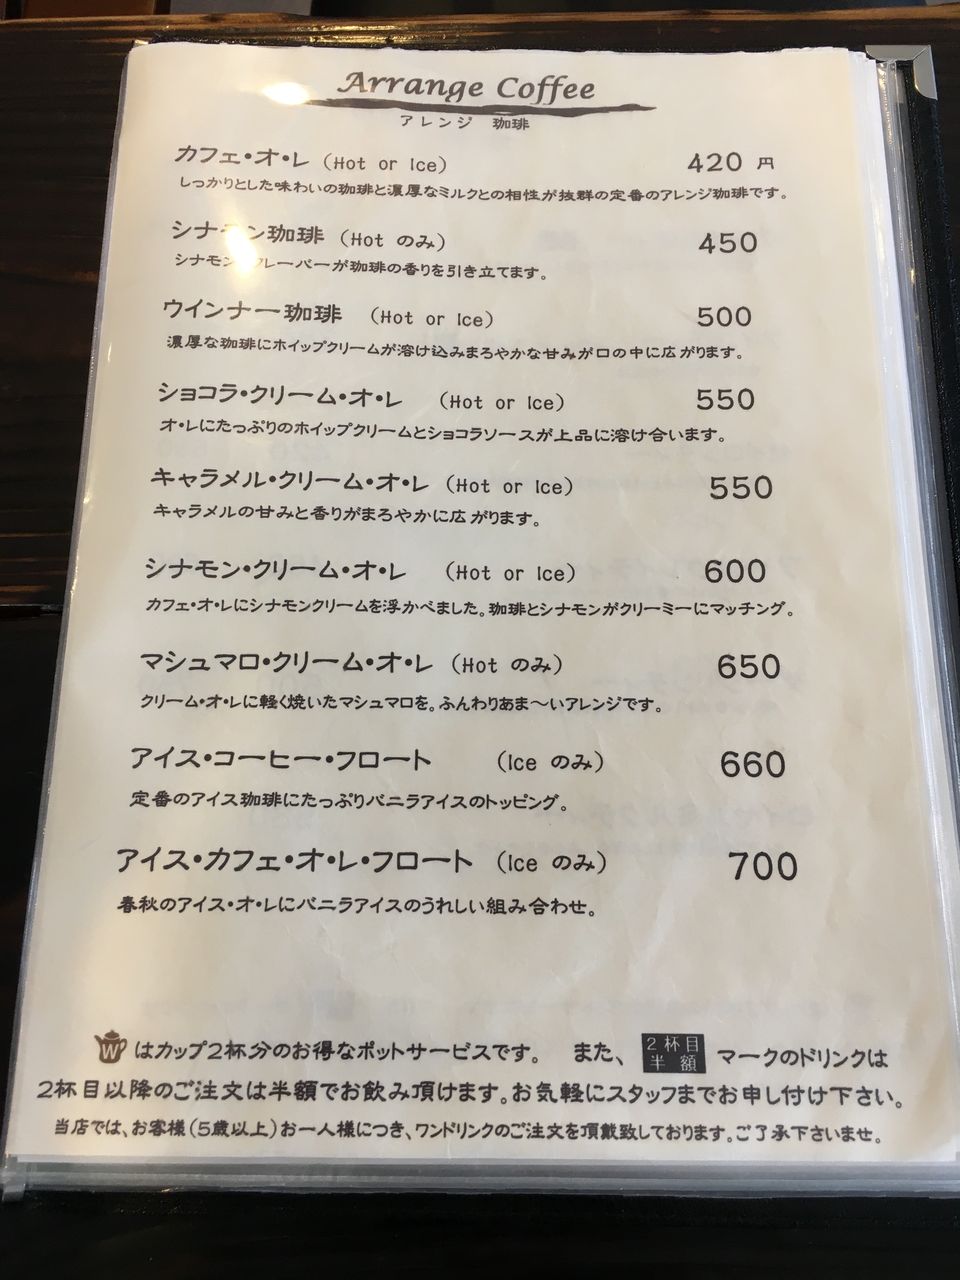 Arrange Coffee
アレンジ 珈琲
カフェ・オ・レ (Hot or Ice) 420 円
しっかりとした味わいの珈琲と濃厚なミルクとの相性が抜群の定番のアレンジ珈琲です。
シナモン珈琲 (Hot のみ) 450
シナモンフレーバーが珈琲の香りを引き立てます。
ウインナー珈琲 (Hot or Ice) 500
濃厚な珈琲にホイップクリームが溶け込みまろやかな甘みが口の中に広がります。
ショコラ・クリーム・オ・レ (Hot or Ice) 550
オ・レにたっぷりのホイップクリームとショコラソースが上品に溶け合います。
キャラメル・クリーム・オ・レ (Hot or Ice) 550
キャラメルの甘みと香りがまろやかに広がります。
シナモン・クリーム・オ・レ (Hot or Ice) 600
カフェ・オ・レにシナモンクリームを浮かべました。珈琲とシナモンがクリーミーにマッチング。
マシュマロ・クリーム・オ・レ (Hot のみ) 650
クリーム・オ・レに軽く焼いたマシュマロを。ふんわりあま〜いアレンジです。
アイス・コーヒー・フロート (Ice のみ) 660
定番のアイス珈琲にたっぷりバニラアイスのトッピング。
アイス・カフェ・オ・レ・フロート (Ice のみ) 700
春秋のアイス・オ・レにバニラアイスのうれしい組み合わせ。
W はカップ2杯分のお得なポットサービスです。 また、 2杯目半額 マークのドリンクは
2杯目以降のご注文は半額でお飲み頂けます。お気軽にスタッフまでお申し付け下さい。
当店では、お客様(5歳以上)お一人様につき、ワンドリンクのご注文を頂戴致しております。ご了承下さいませ。